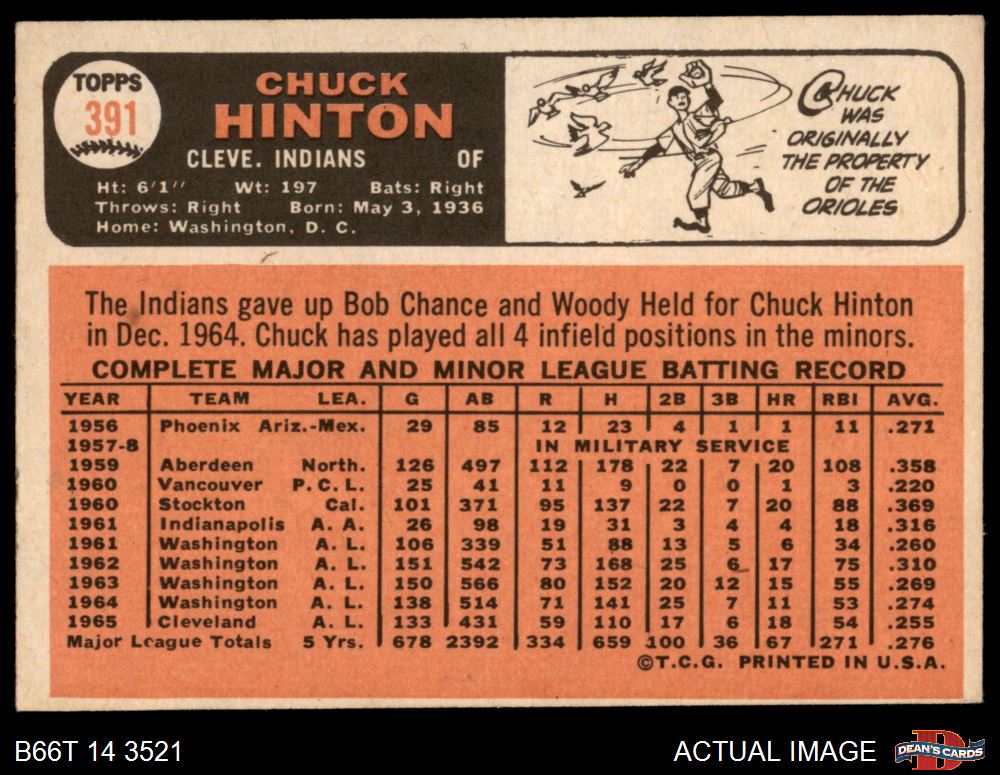 TOPPS
391
CHUCK
HINTON
CLEVE. INDIANS OF
Ht: 6'1" Wt: 197 Bats: Right
Throws: Right Born: May 3, 1936
Home: Washington, D. C.
CHUCK
WAS
ORIGINALLY
THE PROPERTY
OF THE
ORIOLES
The Indians gave up Bob Chance and Woody Held for Chuck Hinton
in Dec. 1964. Chuck has played all 4 infield positions in the minors.
COMPLETE MAJOR AND MINOR LEAGUE BATTING RECORD
YEAR TEAM LEA. G AB R H 2B 3B HR RBI AVG.
1956 Phoenix Ariz.-Mex. 29 85 12 23 4 1 1 11 .271
1957-8 IN MILITARY SERVICE
1959 Aberdeen North. 126 497 112 178 22 7 20 108 .358
1960 Vancouver P.C.L. 25 41 11 9 0 0 1 3 .220
1960 Stockton Cal. 101 371 95 137 22 7 20 88 .369
1961 Indianapolis A. A. 26 98 19 31 3 4 4 18 .316
1961 Washington A. L. 106 339 51 88 13 5 6 34 .260
1962 Washington A. L. 151 542 73 168 25 6 17 75 .310
1963 Washington A. L. 150 566 80 152 20 12 15 55 .269
1964 Washington A. L. 138 514 71 141 25 7 11 53 .274
1965 Cleveland A. L. 133 431 59 110 17 6 18 54 .255
Major League Totals 5 Yrs. 678 2392 334 659 100 36 67 271 .276
©T.C.G. PRINTED IN U.S.A.
B66T 14 3521 ACTUAL IMAGE DEAN'S CARDS